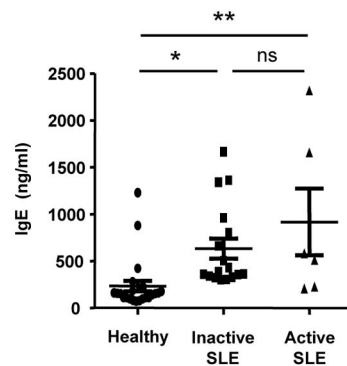 **
* ns
2500
2000
1500
1000
500
0
IgE (ng/ml)
Healthy Inactive SLE Active SLE